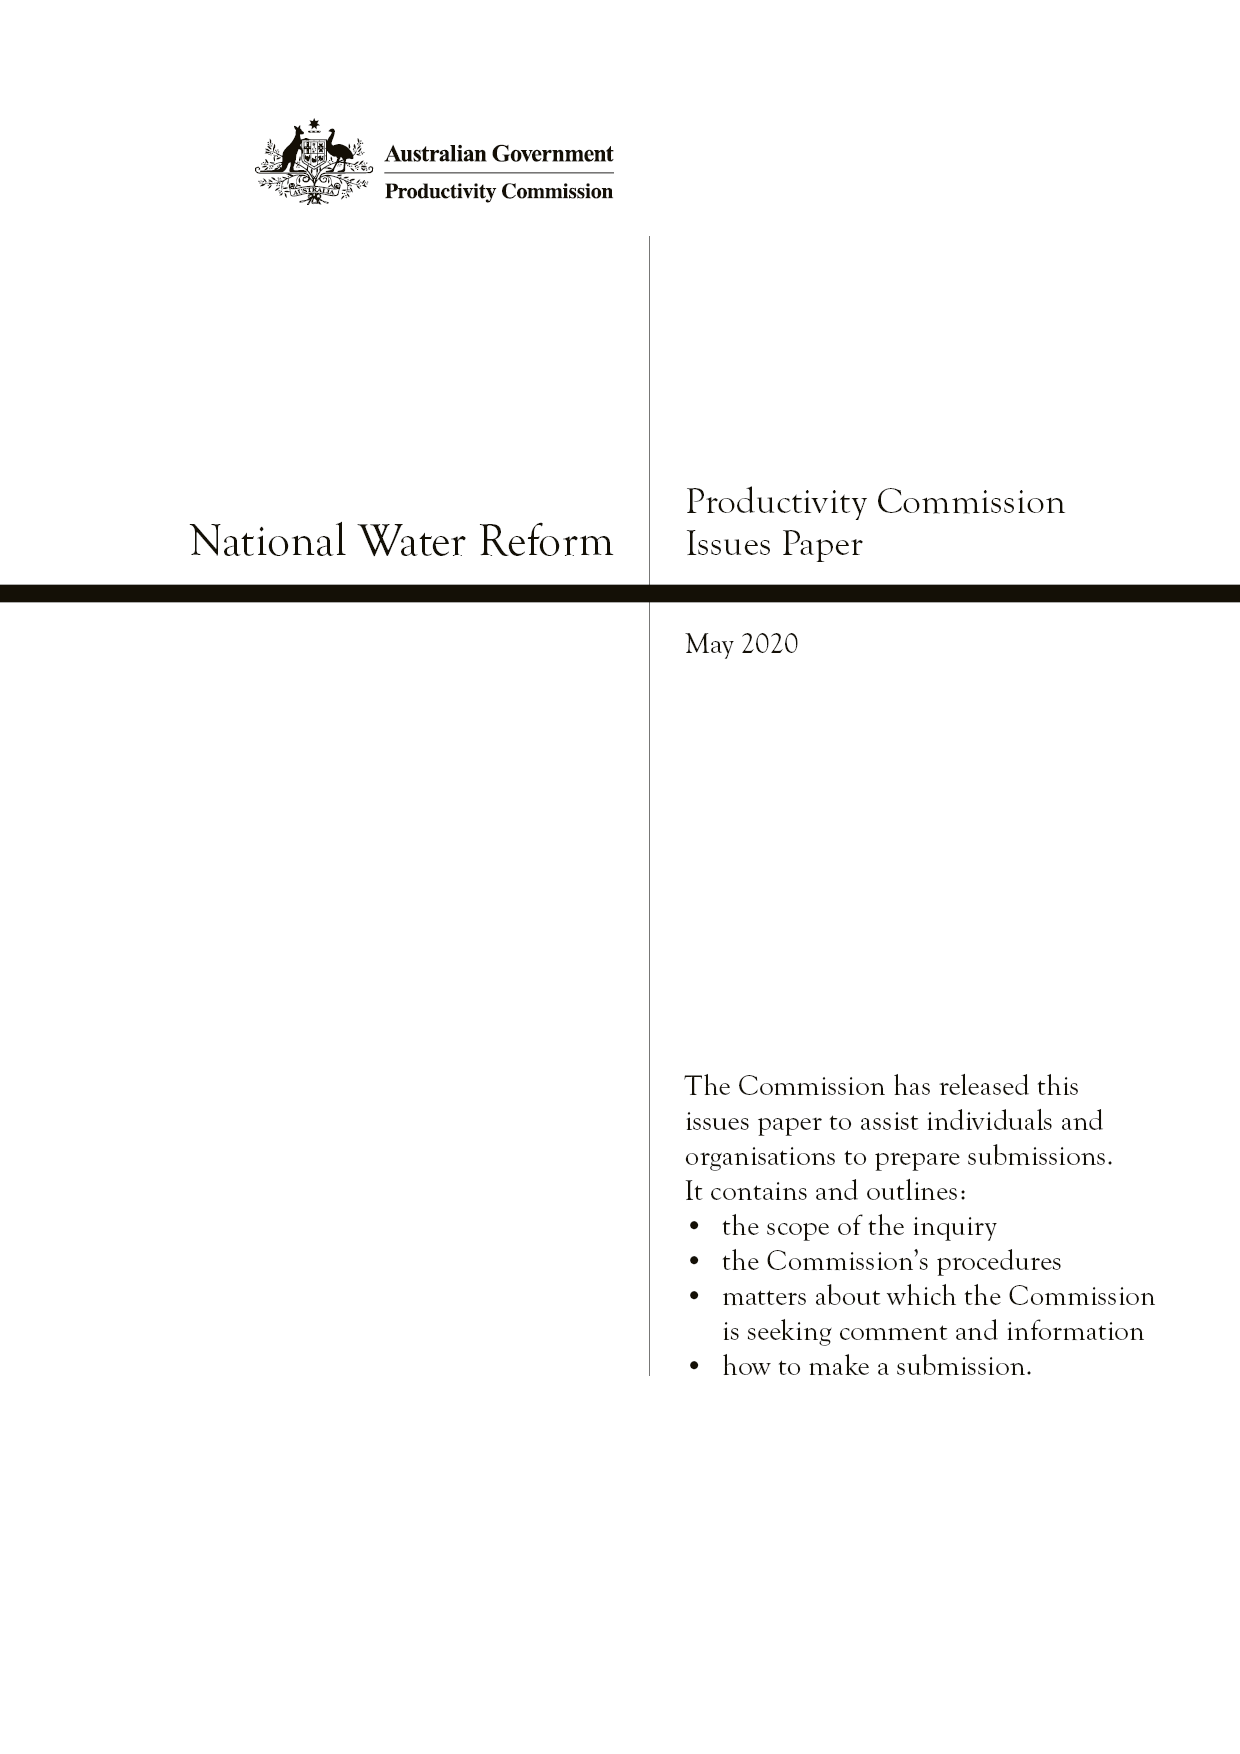 AUSTRALIA
Australian Government
Productivity Commission
National Water Reform
Productivity Commission
Issues Paper
May 2020
The Commission has released this
issues paper to assist individuals and
organisations to prepare submissions.
It contains and outlines:
• the scope of the inquiry
• the Commission’s procedures
• matters about which the Commission
is seeking comment and information
• how to make a submission.